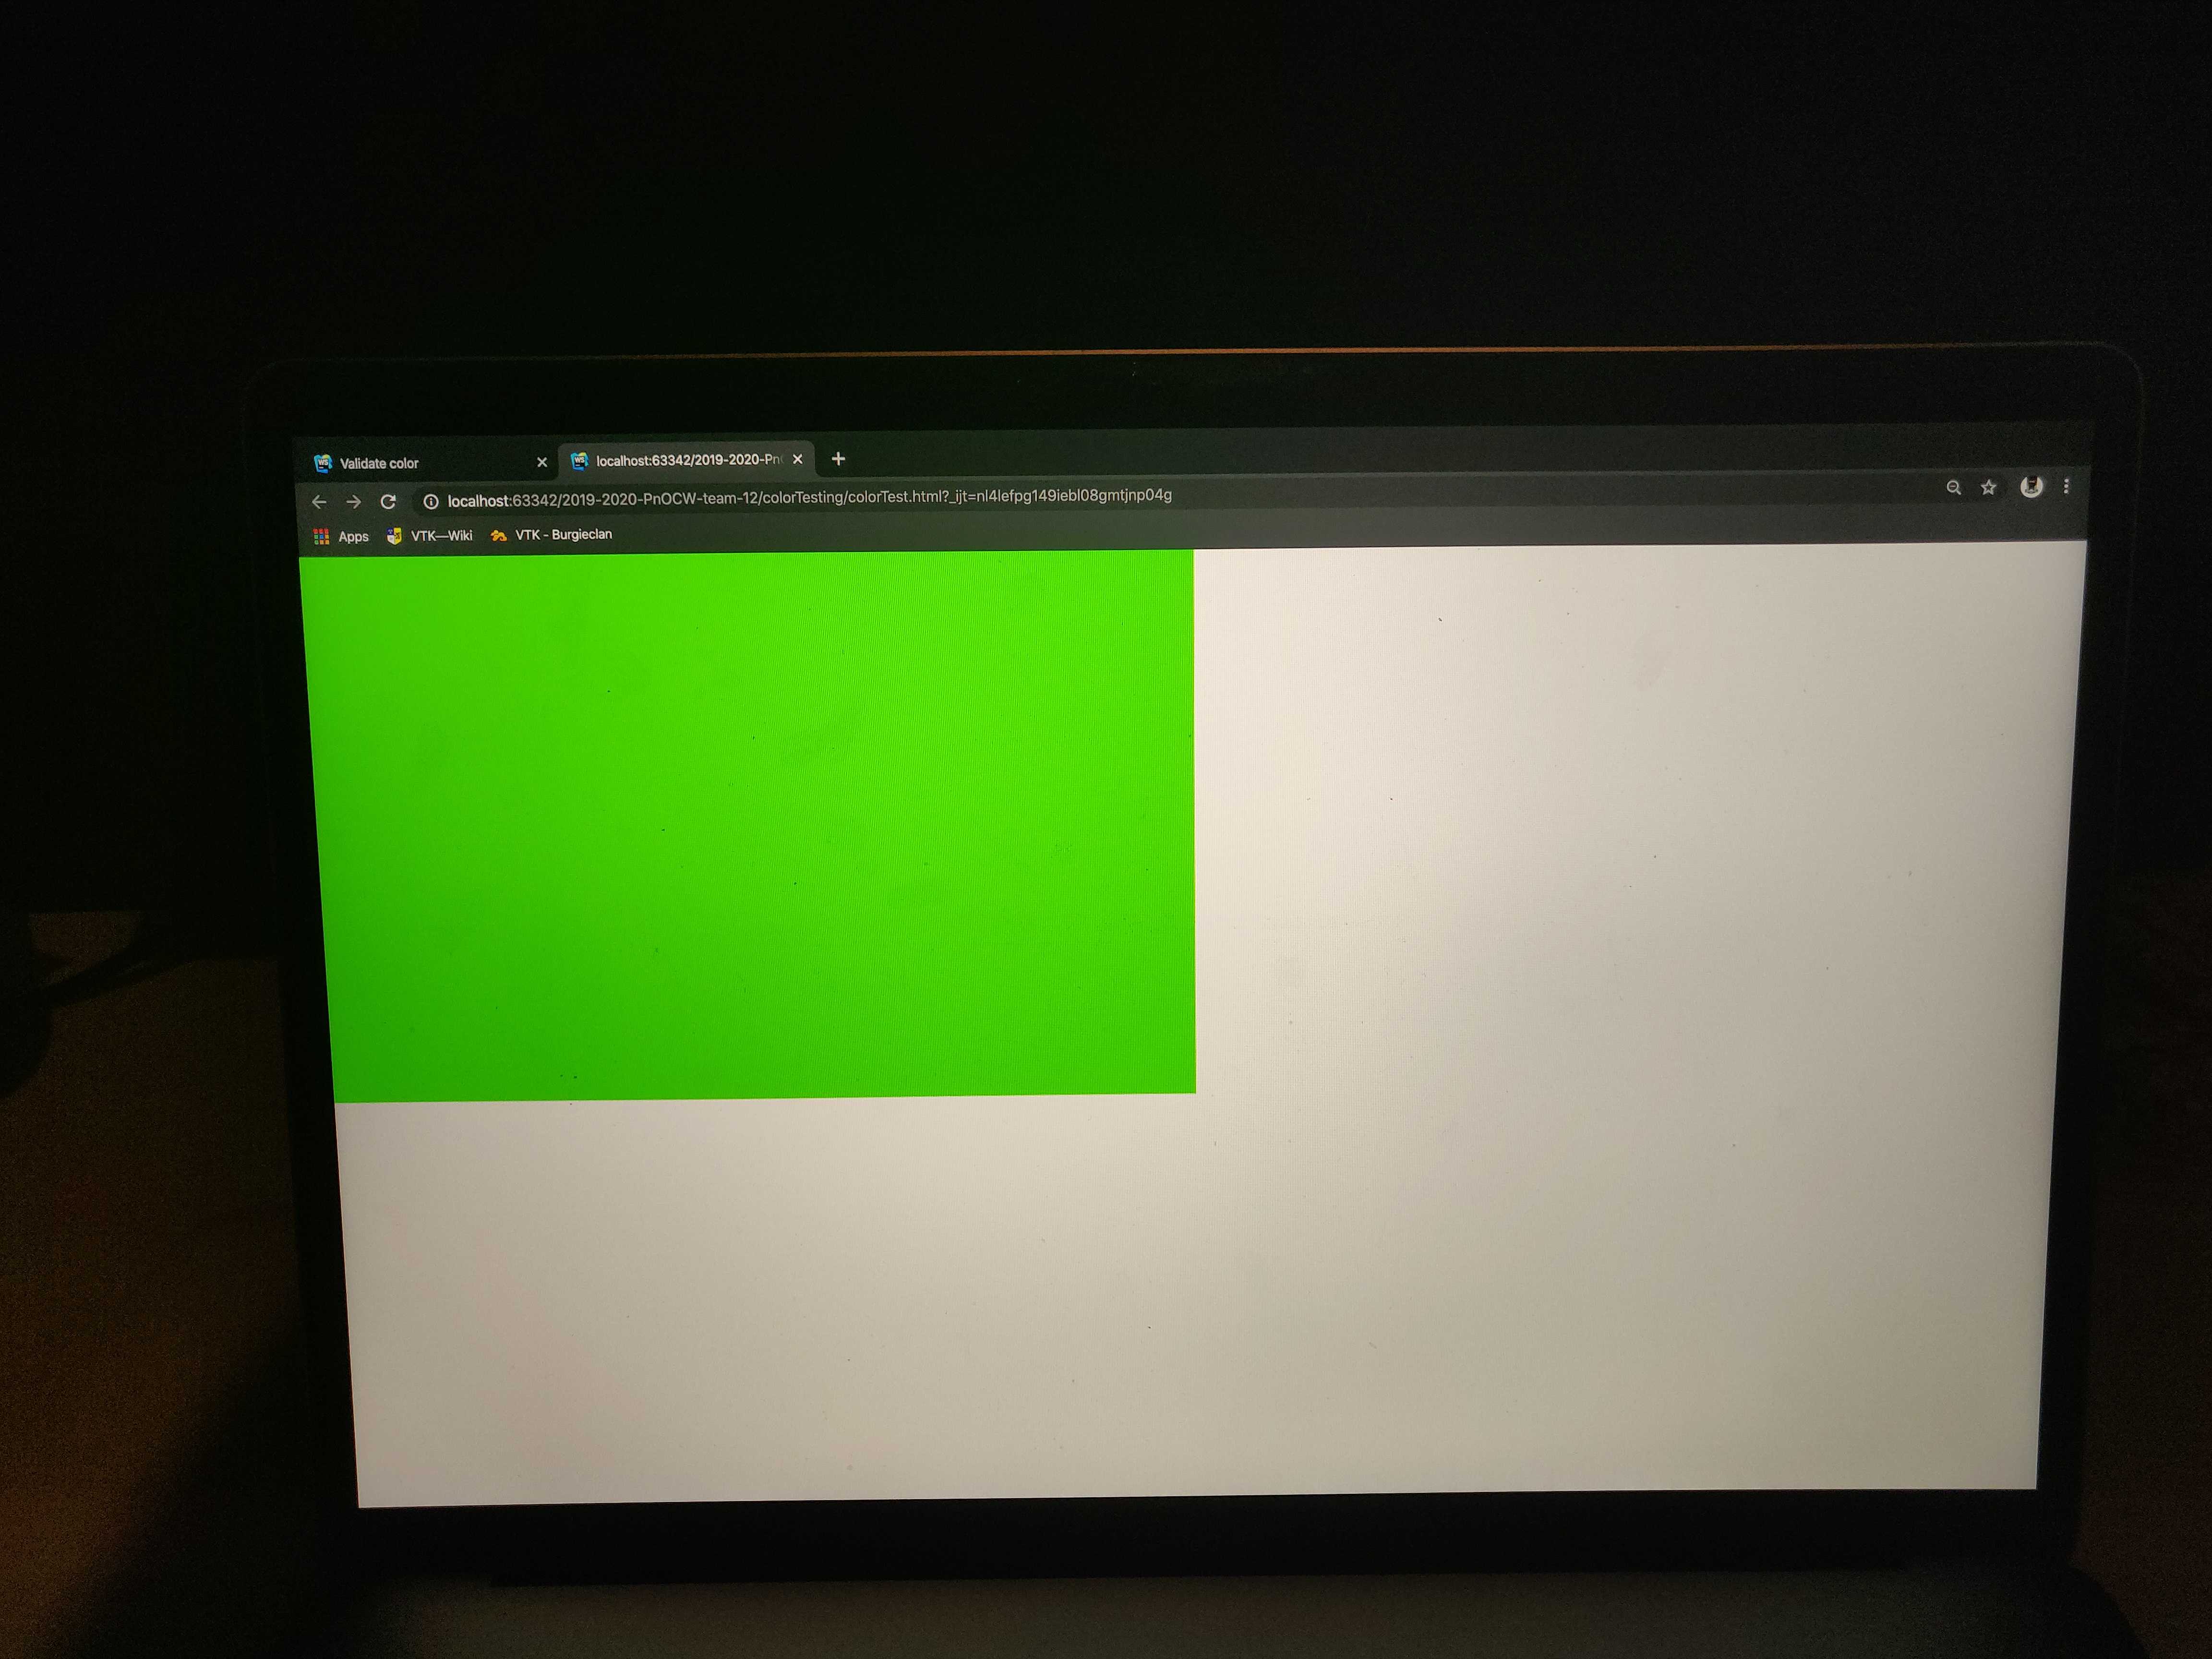 Validate color
localhost:63342/2019-2020-Pn
localhost:63342/2019-2020-PnOCW-team-12/colorTesting/colorTest.html?_ijt=nl4lefpg149iebl08gmtjnp04g
Apps VTK—Wiki VTK - Burgieclan